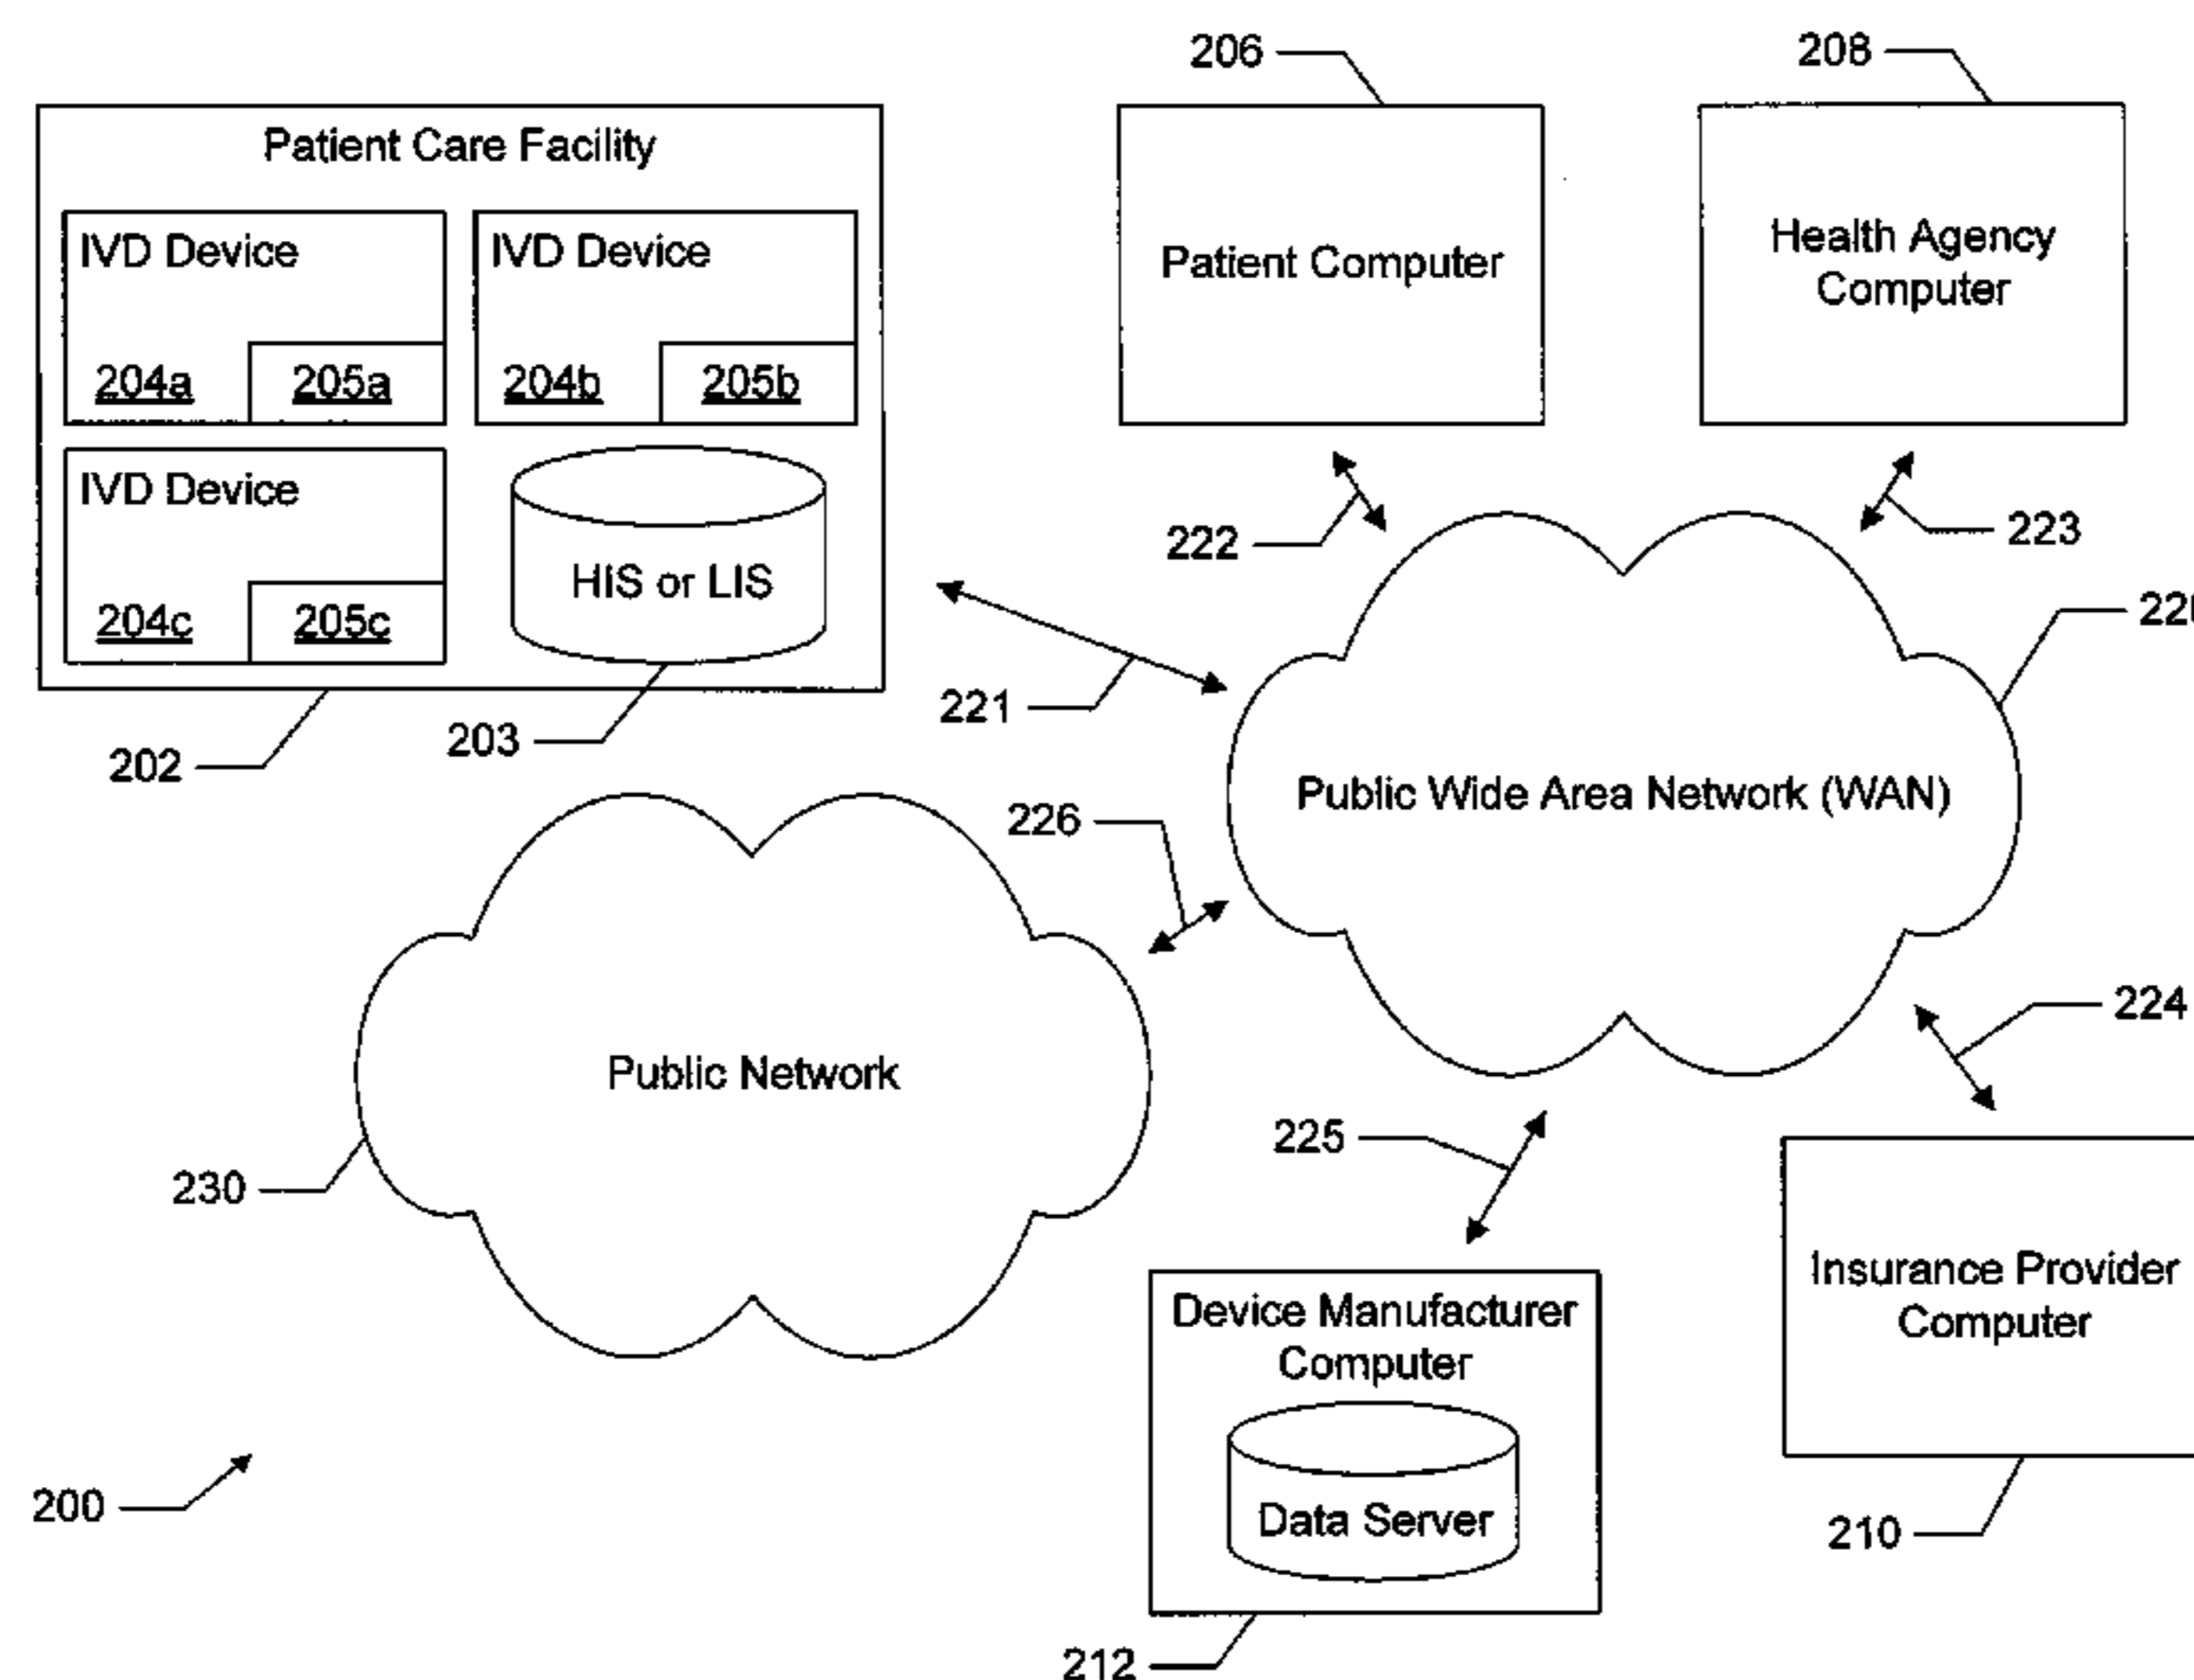 206
208
Patient Care Facility
IVD Device
204a
205a
IVD Device
204b
205b
IVD Device
204c
205c
HIS or LIS
202
203
Patient Computer
Health Agency
Computer
222
223
221
226
Public Wide Area Network (WAN)
Public Network
230
224
225
Device Manufacturer
Computer
Data Server
Insurance Provider
Computer
200
210
212